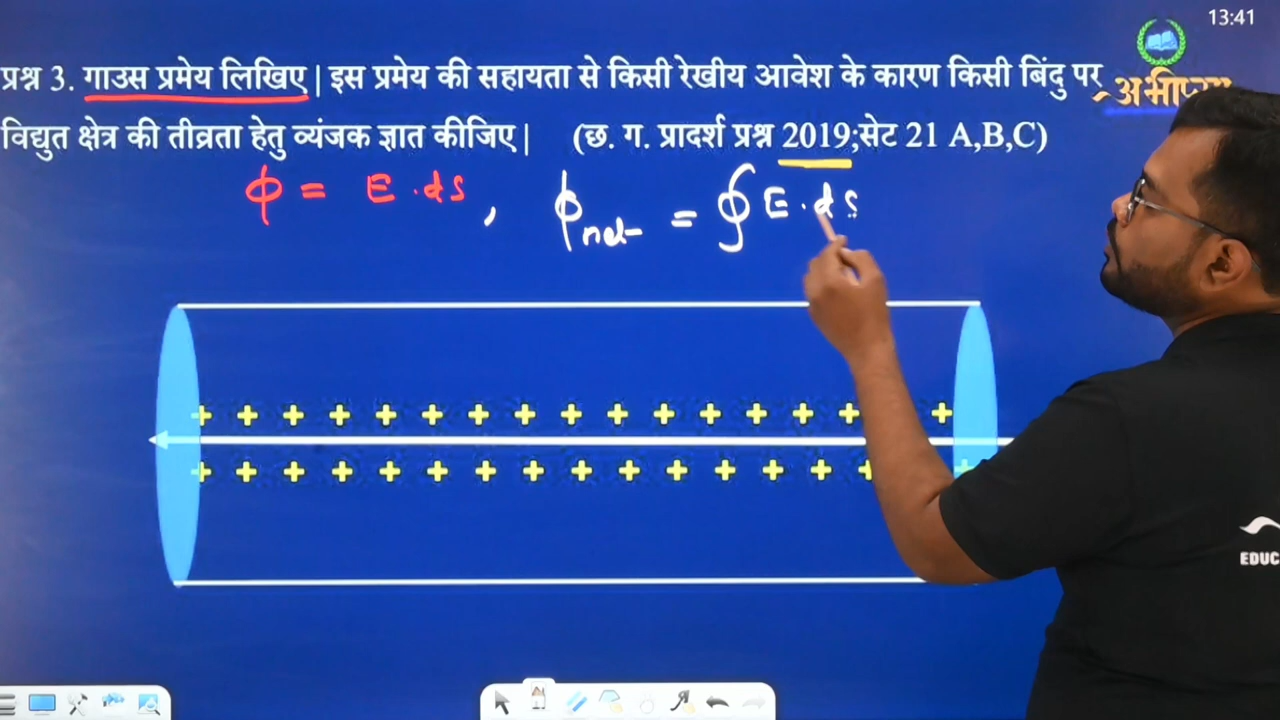 13:41
प्रश्न 3. गाउस प्रमेय लिखिए | इस प्रमेय की सहायता से किसी रेखीय आवेश के कारण किसी बिंदु पर
विद्युत क्षेत्र की तीव्रता हेतु व्यंजक ज्ञात कीजिए | (छ. ग. प्रादर्श प्रश्न 2019;सेट 21 A,B,C)
ϕ = E . ds , ϕnet = ∮ E . ds
+ + + + + + + + + + + + + + + +
+ + + + + + + + + + + + + + + +
EDUC